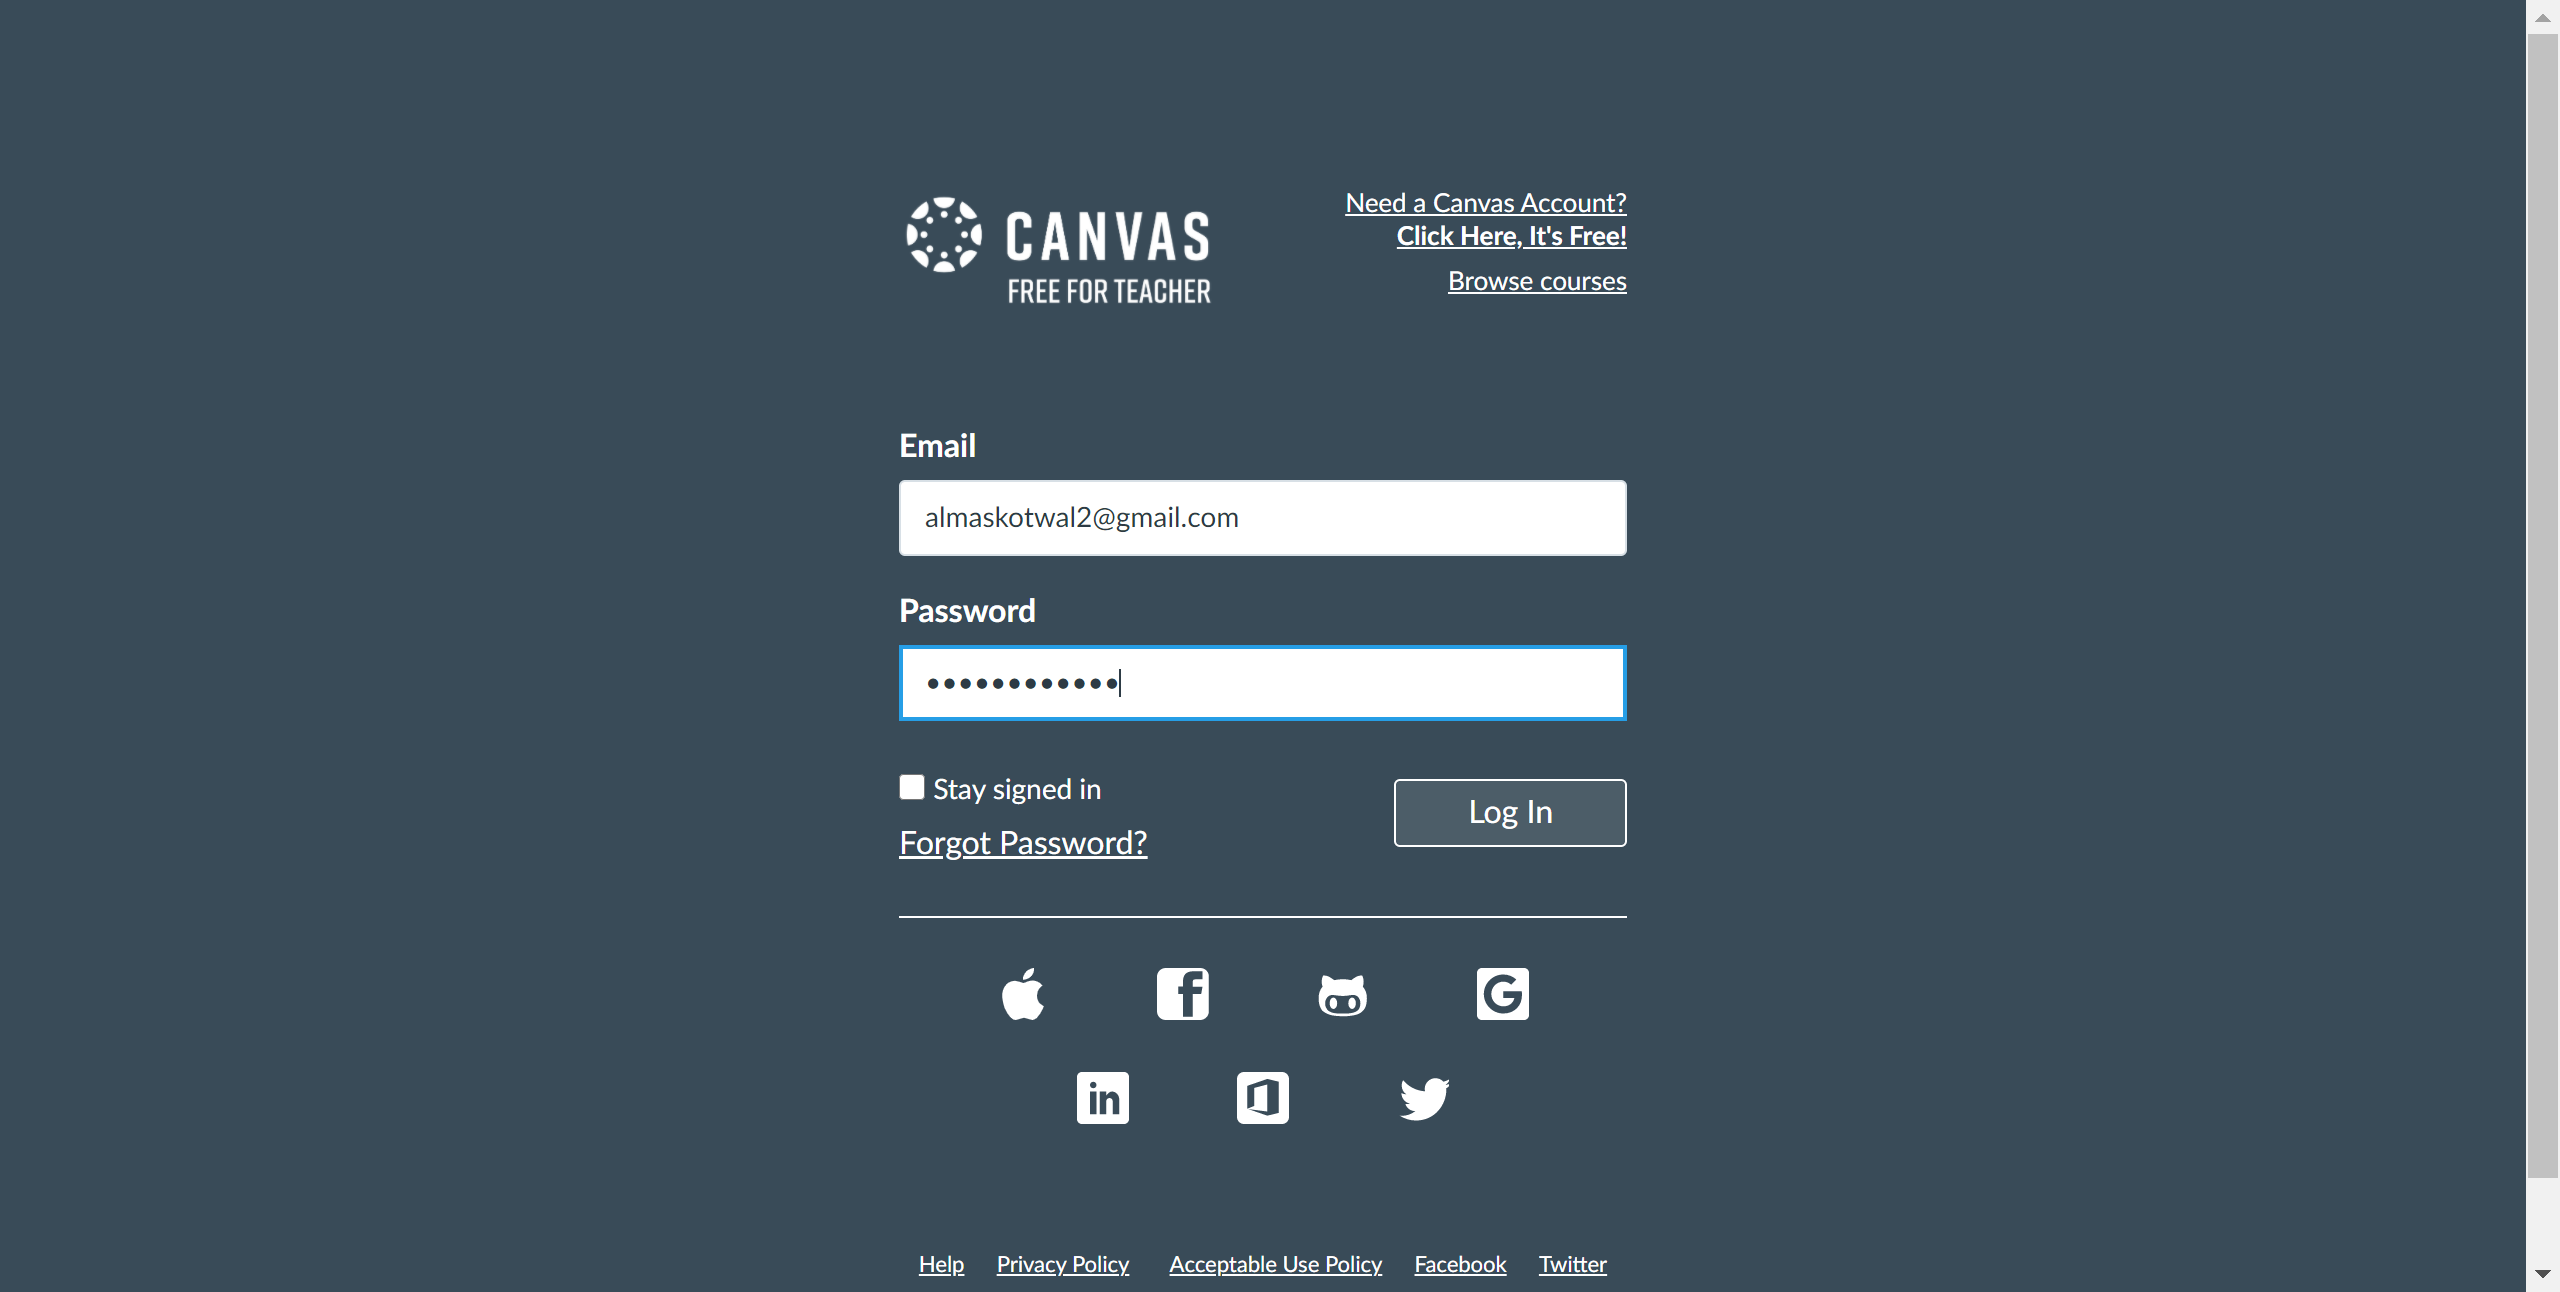 CANVAS
FREE FOR TEACHER
Need a Canvas Account?
Click Here, It's Free!
Browse courses
Email
almaskotwal2@gmail.com
Password
••••••••••••
Stay signed in
Forgot Password?
Log In
Help Privacy Policy Acceptable Use Policy Facebook Twitter